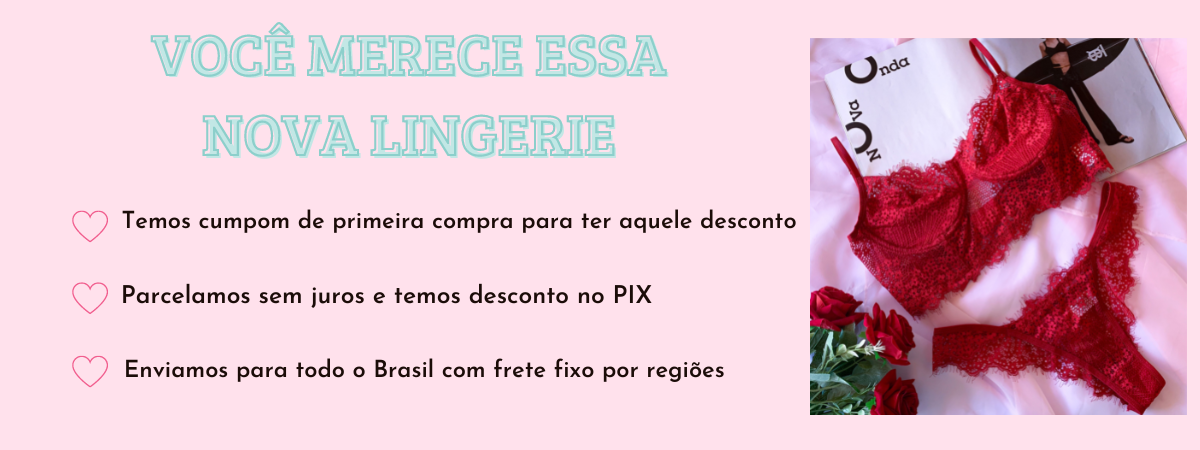 VOCÊ MERECE ESSA
NOVA LINGERIE
Temos cumpom de primeira compra para ter aquele desconto
Parcelamos sem juros e temos desconto no PIX
Enviamos para todo o Brasil com frete fixo por regiões
Nova
Onda